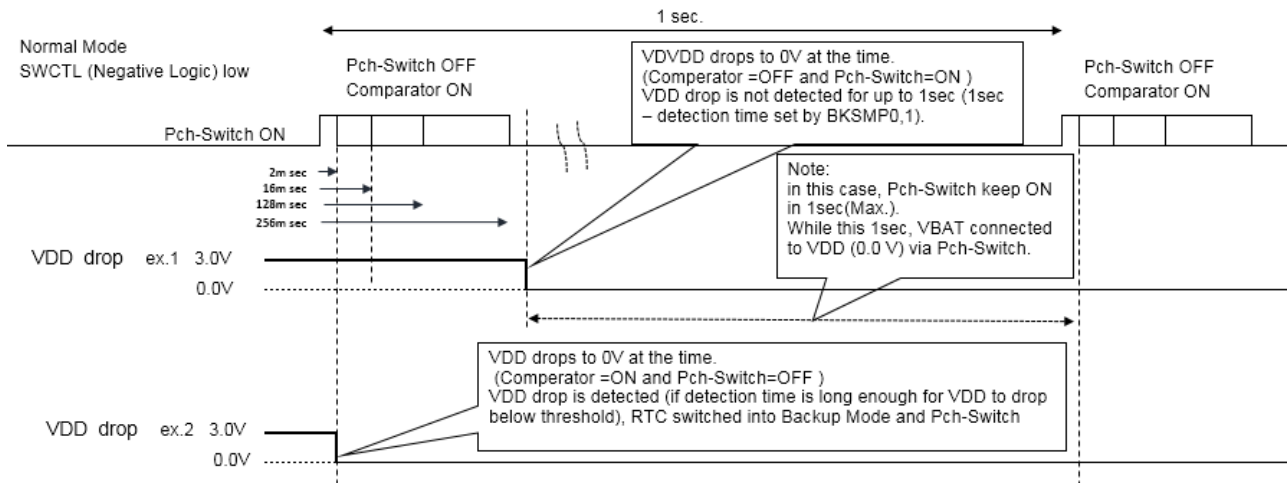 1 sec.
Normal Mode
SWCTL (Negative Logic) low
Pch-Switch OFF
Comparator ON
VDVDD drops to 0V at the time.
(Comperator =OFF and Pch-Switch=ON )
VDD drop is not detected for up to 1sec (1sec
– detection time set by BKSMP0,1).
Pch-Switch OFF
Comparator ON
Pch-Switch ON
2m sec
16m sec
128m sec
256m sec
Note:
in this case, Pch-Switch keep ON
in 1sec(Max.).
While this 1sec, VBAT connected
to VDD (0.0 V) via Pch-Switch.
VDD drop ex.1 3.0V
0.0V
VDD drops to 0V at the time.
(Comperator =ON and Pch-Switch=OFF )
VDD drop is detected (if detection time is long enough for VDD to drop
below threshold), RTC switched into Backup Mode and Pch-Switch
VDD drop ex.2 3.0V
0.0V